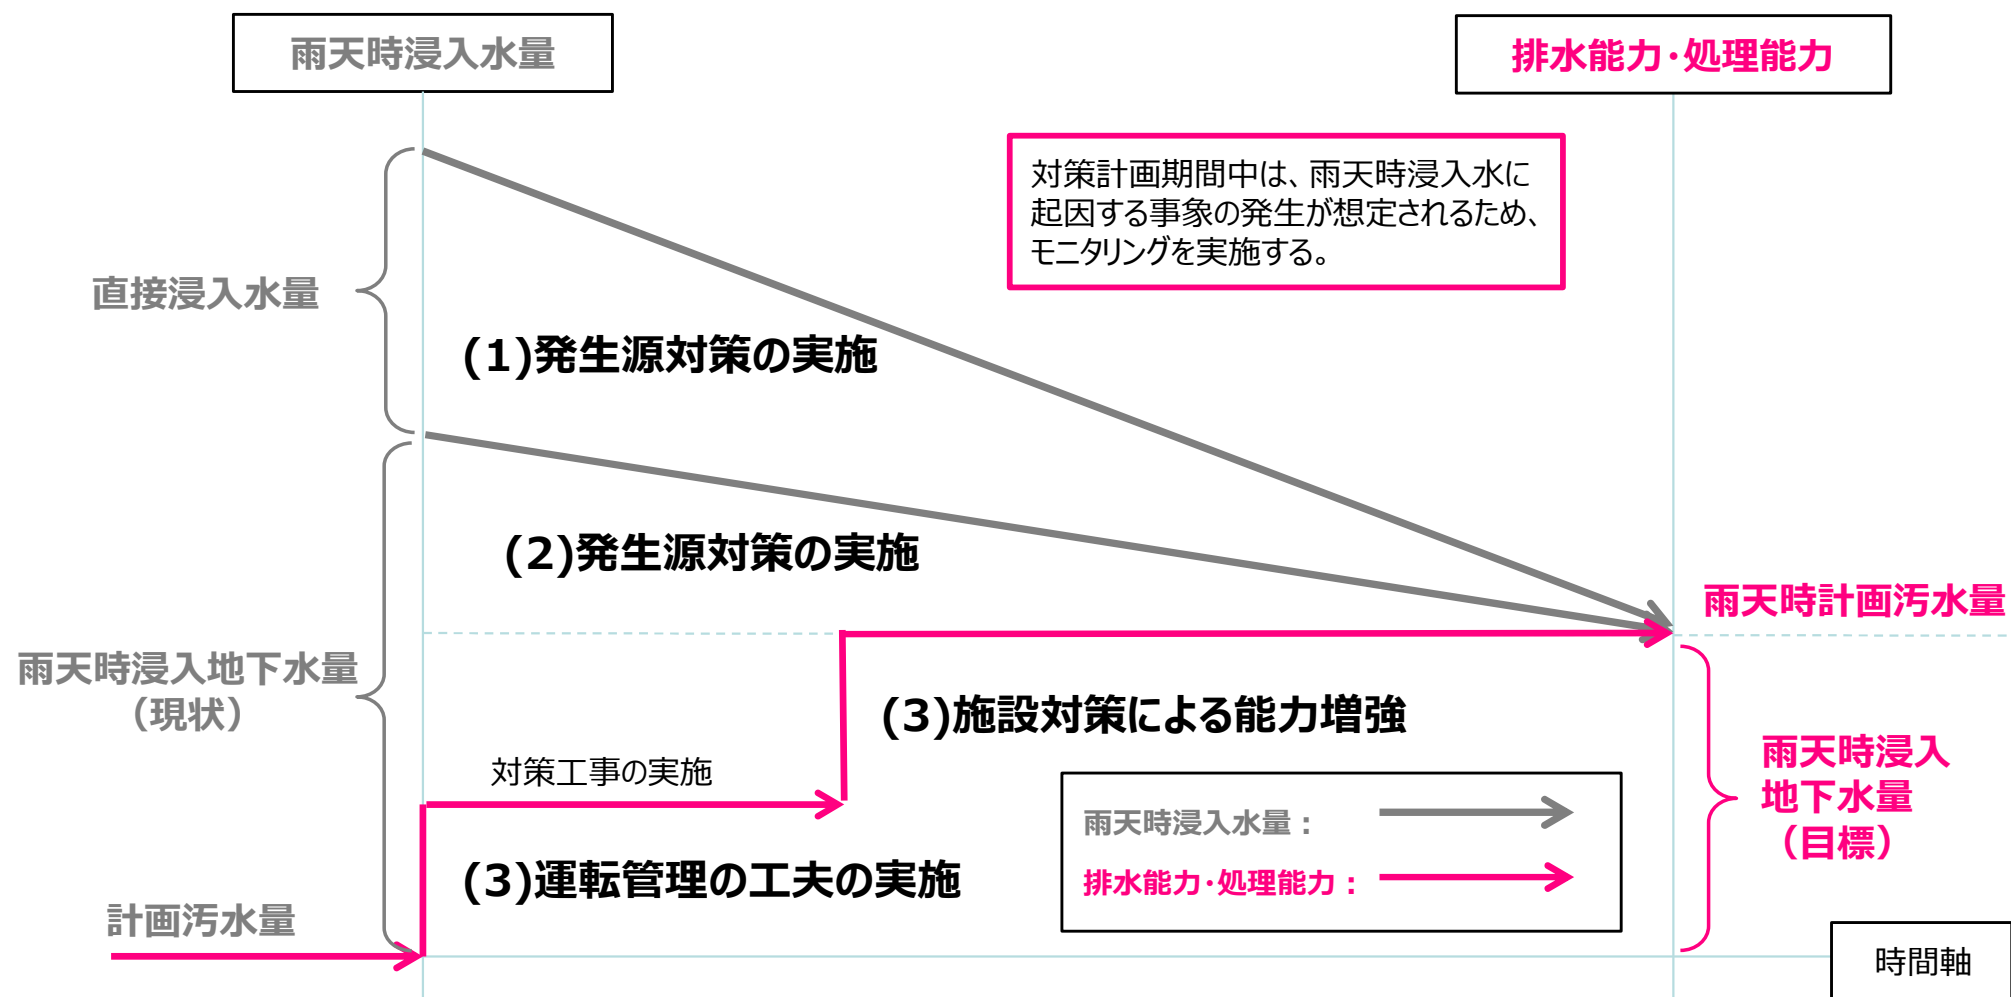 雨天時浸入水量
排水能力・処理能力
対策計画期間中は、雨天時浸入水に
起因する事象の発生が想定されるため、
モニタリングを実施する。
直接浸入水量
(1)発生源対策の実施
(2)発生源対策の実施
雨天時計画汚水量
雨天時浸入地下水量
（現状）
(3)施設対策による能力増強
雨天時浸入
地下水量
（目標）
対策工事の実施
雨天時浸入水量：
排水能力・処理能力：
(3)運転管理の工夫の実施
計画汚水量
時間軸